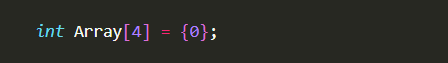 int Array[4] = {0};